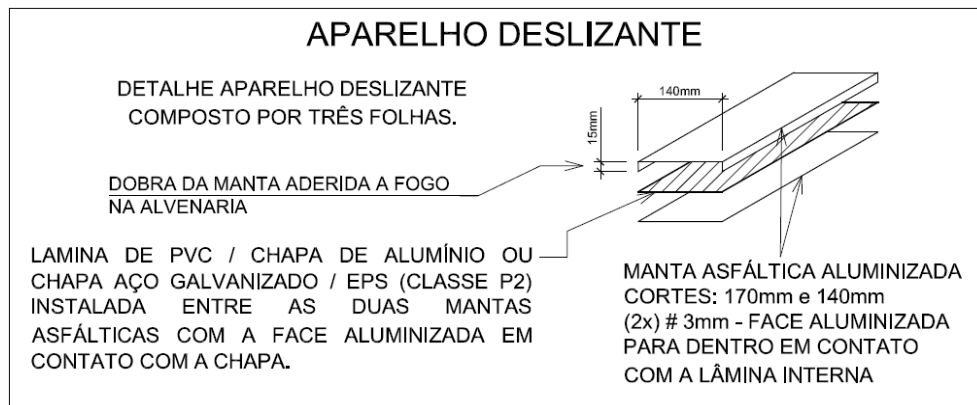 APARELHO DESLIZANTE
DETALHE APARELHO DESLIZANTE
COMPOSTO POR TRÊS FOLHAS.
140mm
15mm
DOBRA DA MANTA ADERIDA A FOGO
NA ALVENARIA
LAMINA DE PVC / CHAPA DE ALUMÍNIO OU
CHAPA AÇO GALVANIZADO / EPS (CLASSE P2)
INSTALADA ENTRE AS DUAS MANTAS
ASFÁLTICAS COM A FACE ALUMINIZADA EM
CONTATO COM A CHAPA.
MANTA ASFÁLTICA ALUMINIZADA
CORTES: 170mm e 140mm
(2x) # 3mm - FACE ALUMINIZADA
PARA DENTRO EM CONTATO
COM A LÂMINA INTERNA